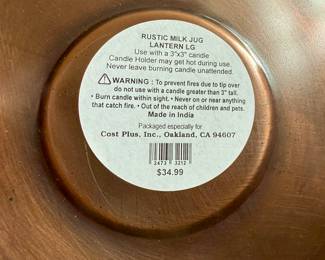 RUSTIC MILK JUG
LANTERN LG
Use with a 3"x3" candle
Candle Holder may get hot during use.
Never leave burning candle unattended.
WARNING : To prevent fires due to tip over
do not use with a candle greater than 3" tall.
• Burn candle within sight. • Never on or near anything
that catch fire. • Out of the reach of children and pets.
Made in India
Packaged especially for
Cost Plus, Inc., Oakland, CA 94607
2473 3212
$34.99